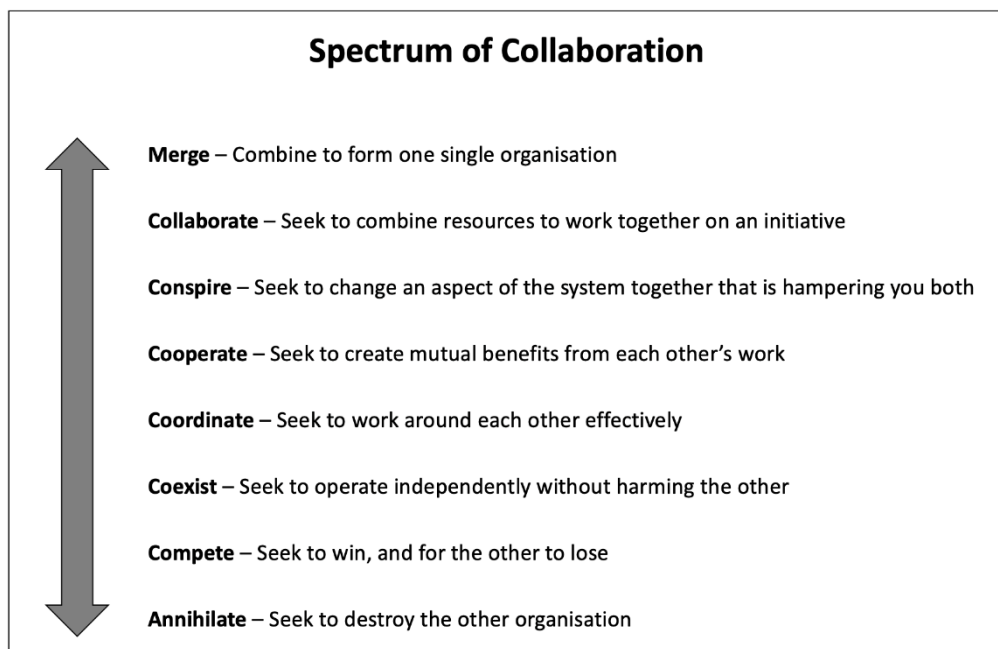 Spectrum of Collaboration
Merge – Combine to form one single organisation
Collaborate – Seek to combine resources to work together on an initiative
Conspire – Seek to change an aspect of the system together that is hampering you both
Cooperate – Seek to create mutual benefits from each other’s work
Coordinate – Seek to work around each other effectively
Coexist – Seek to operate independently without harming the other
Compete – Seek to win, and for the other to lose
Annihilate – Seek to destroy the other organisation